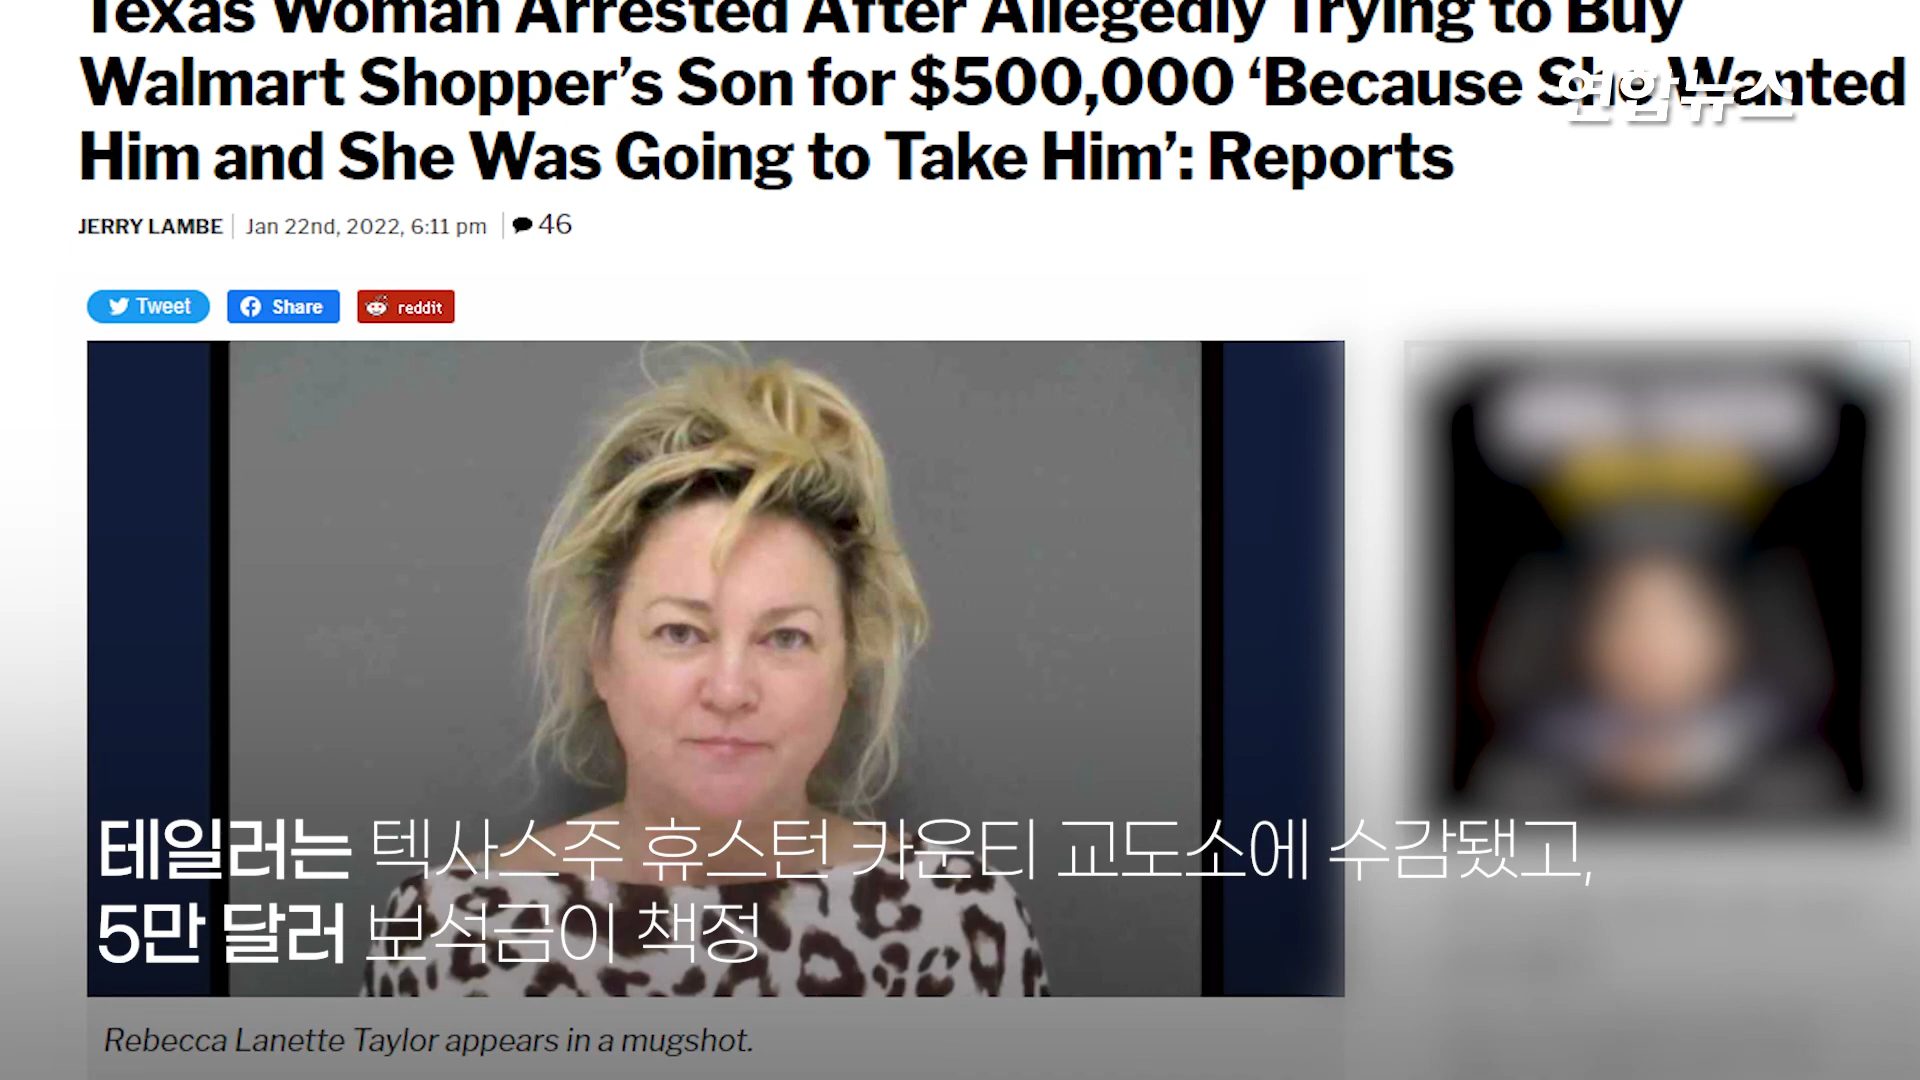 Texas Woman Arrested After Allegedly Trying to Buy
Walmart Shopper's Son for $500,000 ‘Because She Wanted
Him and She Was Going to Take Him’: Reports
연합뉴스
JERRY LAMBE | Jan 22nd, 2022, 6:11 pm | 46
Tweet
Share
reddit
테일러는 텍사스주 휴스턴 카운티 교도소에 수감됐고,
5만 달러 보석금이 책정
Rebecca Lanette Taylor appears in a mugshot.